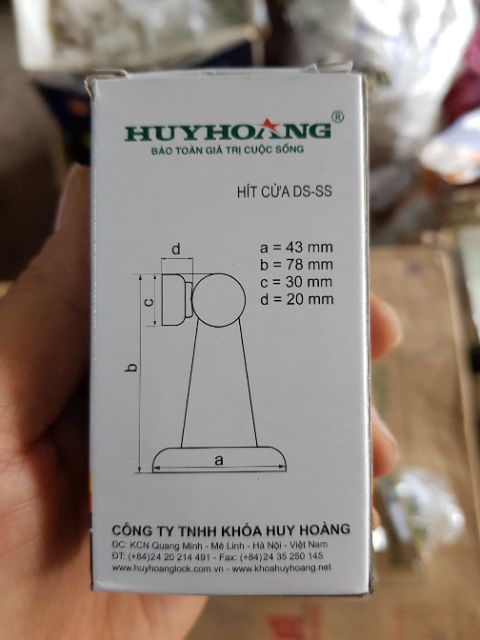 HUYHOÀNG®
BẢO TOÀN GIÁ TRỊ CUỘC SỐNG
HÍT CỬA DS-SS
a = 43 mm
b = 78 mm
c = 30 mm
d = 20 mm
d
c
b
a
CÔNG TY TNHH KHÓA HUY HOÀNG
ĐC: KCN Quang Minh - Mê Linh - Hà Nội - Việt Nam
ĐT: (+84)24 20 214 491 - Fax: (+84)24 35 250 145
www.huyhoanglock.com.vn - www.khoahuyhoang.net